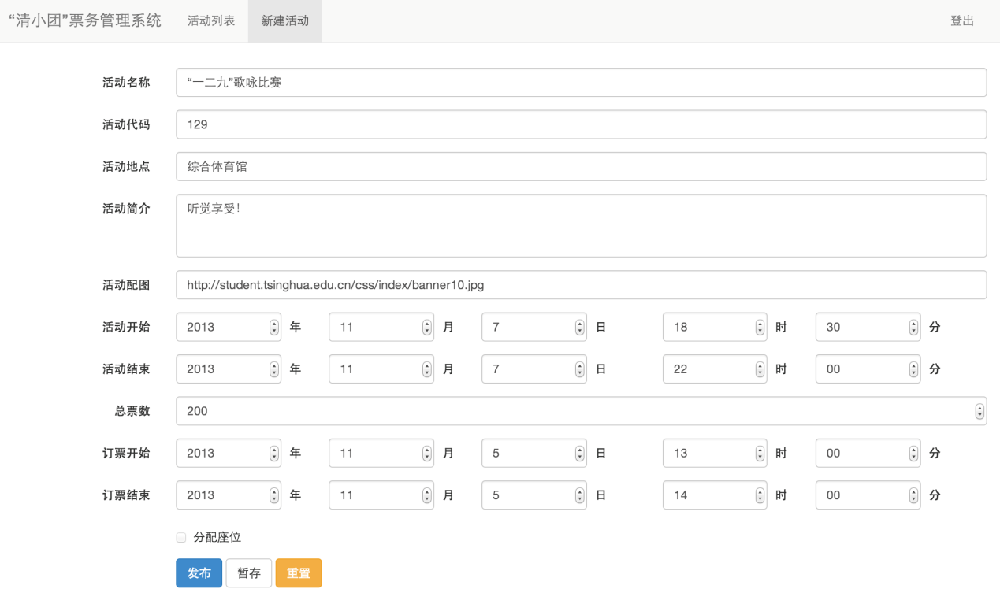 “清小团”票务管理系统 活动列表 新建活动 登出
活动名称 “一二九”歌咏比赛
活动代码 129
活动地点 综合体育馆
活动简介 听觉享受！
活动配图 http://student.tsinghua.edu.cn/css/index/banner10.jpg
活动开始 2013 年 11 月 7 日 18 时 30 分
活动结束 2013 年 11 月 7 日 22 时 00 分
总票数 200
订票开始 2013 年 11 月 5 日 13 时 00 分
订票结束 2013 年 11 月 5 日 14 时 00 分
分配座位
发布 暂存 重置